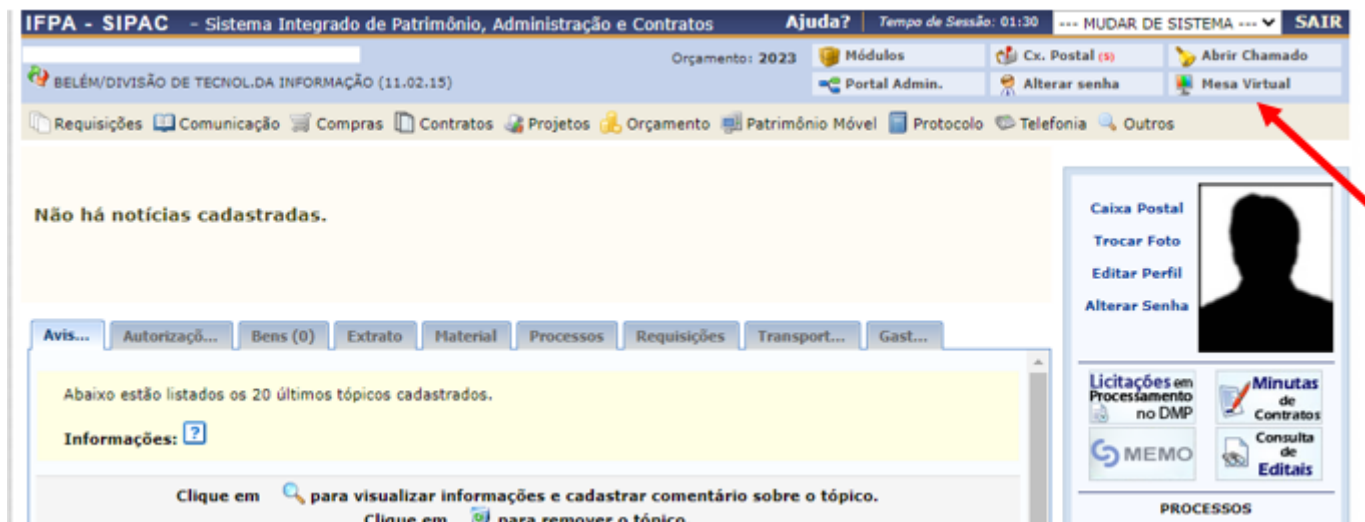 IFPA - SIPAC - Sistema Integrado de Patrimônio, Administração e Contratos Ajuda? Tempo de Sessão: 01:30 --- MUDAR DE SISTEMA --- SAIR
Orçamento: 2023 Módulos Cx. Postal (5) Abrir Chamado
BELÉM/DIVISÃO DE TECNOL.DA INFORMAÇÃO (11.02.15) Portal Admin. Alterar senha Mesa Virtual
Requisições Comunicação Compras Contratos Projetos Orçamento Patrimônio Móvel Protocolo Telefonia Outros
Não há notícias cadastradas.
Caixa Postal
Trocar Foto
Editar Perfil
Alterar Senha
Avis... Autorizaçõ... Bens (0) Extrato Material Processos Requisições Transport... Gast...
Abaixo estão listados os 20 últimos tópicos cadastrados.
Informações: ?
Clique em para visualizar informações e cadastrar comentário sobre o tópico.
Clique em para remover o tópico.
Licitações em
Processamento
no DMP
Minutas
de
Contratos
MEMO
Consulta
de
Editais
PROCESSOS